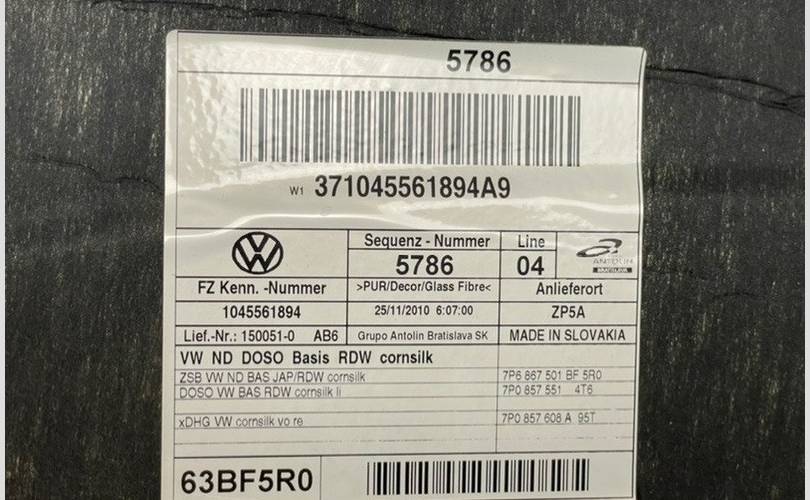 5786
W1 371045561894A9
Sequenz - Nummer Line
5786 04
ANTOLIN
BRATISLAVA
FZ Kenn. -Nummer >PUR/Decor/Glass Fibre< Anlieferort
1045561894 25/11/2010 6:07:00 ZP5A
Lief.-Nr.: 150051-0 AB6 Grupo Antolin Bratislava SK MADE IN SLOVAKIA
VW ND DOSO Basis RDW cornsilk
ZSB VW ND BAS JAP/RDW cornsilk 7P6 867 501 BF 5R0
DOSO VW BAS RDW cornsilk li 7P0 857 551 4T6
xDHG VW cornsilk vo re 7P0 857 608 A 95T
63BF5R0